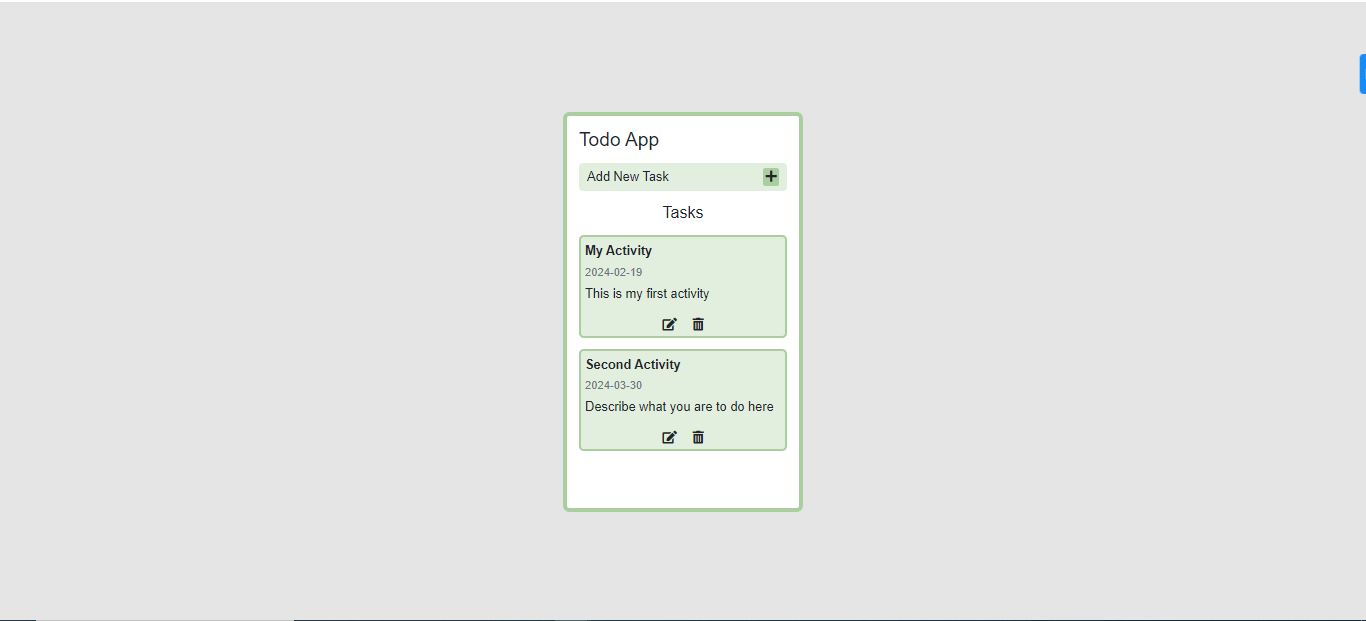 Todo App
Add New Task
Tasks
My Activity
2024-02-19
This is my first activity
Second Activity
2024-03-30
Describe what you are to do here